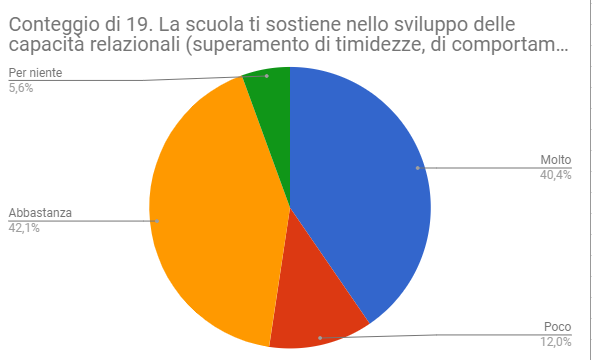 Conteggio di 19. La scuola ti sostiene nello sviluppo delle
capacità relazionali (superamento di timidezze, di comportam...
Per niente
5,6%
Molto
40,4%
Abbastanza
42,1%
Poco
12,0%